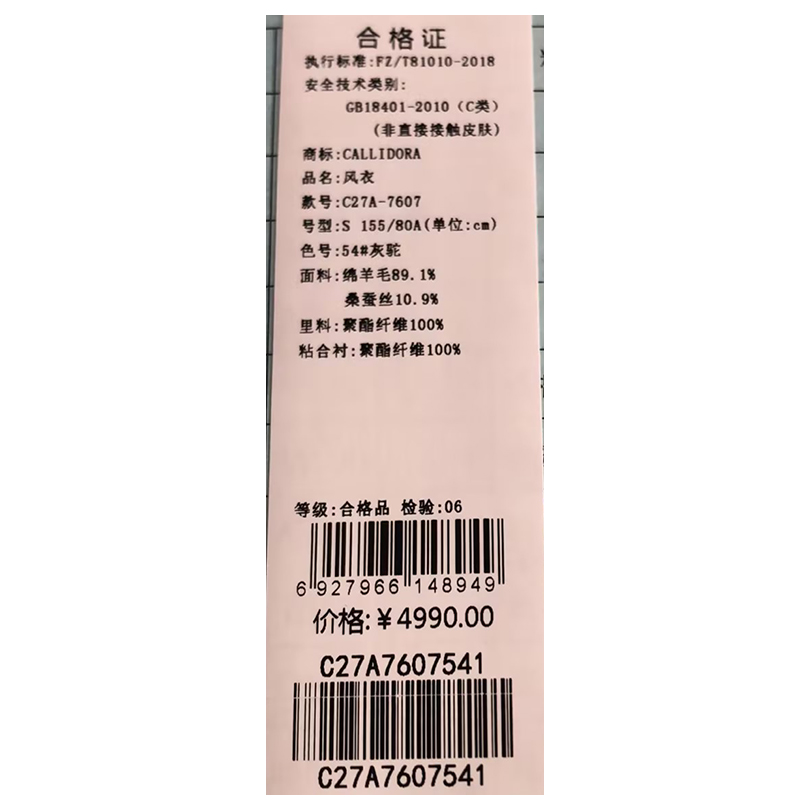 合格证
执行标准:FZ/T81010-2018
安全技术类别:
GB18401-2010（C类）
(非直接接触皮肤)
商标:CALLIDORA
品名:风衣
款号:C27A-7607
号型:S 155/80A(单位:cm)
色号:54#灰驼
面料:绵羊毛89.1%
桑蚕丝10.9%
里料:聚酯纤维100%
粘合衬:聚酯纤维100%
等级:合格品 检验:06
6 927966 148949
价格:￥4990.00
C27A7607541
C27A7607541